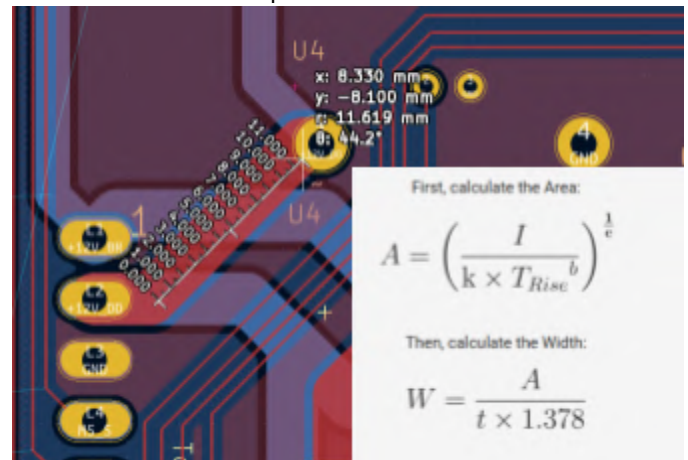 U4
x: 8.330 mm
y: -8.100 mm
r: 11.619 mm
θ: 44.2°
4
GND
11.000
10.000
9.000
8.000
7.000
6.000
5.000
4.000
3.000
2.000
1.000
0.000
1
U4
+12V_DD
GND
+
First, calculate the Area:
A = (I / (k × T_Rise^b))^(1/c)
Then, calculate the Width:
W = A / (t × 1.378)